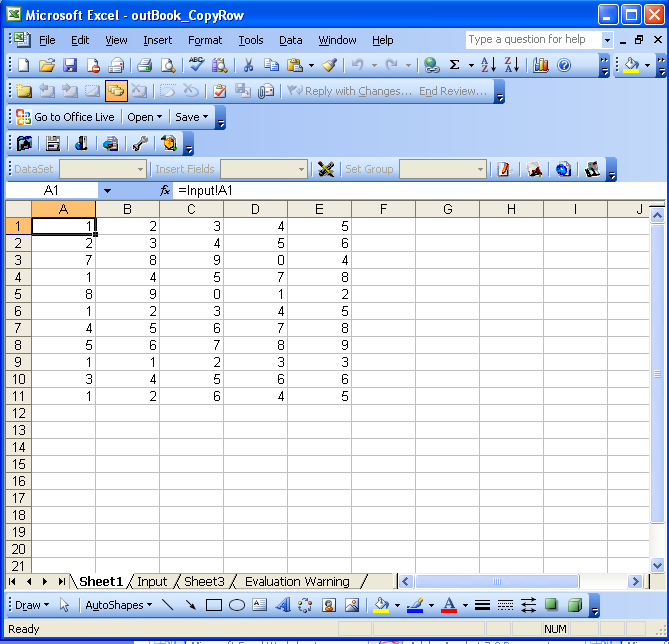 Microsoft Excel - outBook_CopyRow
File Edit View Insert Format Tools Data Window Help Type a question for help
Reply with Changes... End Review...
Go to Office Live Open Save
DataSet Insert Fields Set Group
A1 fx =Input!A1
A B C D E F G H I J
1 1 2 3 4 5
2 2 3 4 5 6
3 7 8 9 0 4
4 1 4 5 7 8
5 8 9 0 1 2
6 1 2 3 4 5
7 4 5 6 7 8
8 5 6 7 8 9
9 1 1 2 3 3
10 3 4 5 6 6
11 1 2 6 4 5
12
13
14
15
16
17
18
19
20
21
Sheet1 Input Sheet3 Evaluation Warning
Draw AutoShapes
Ready NUM